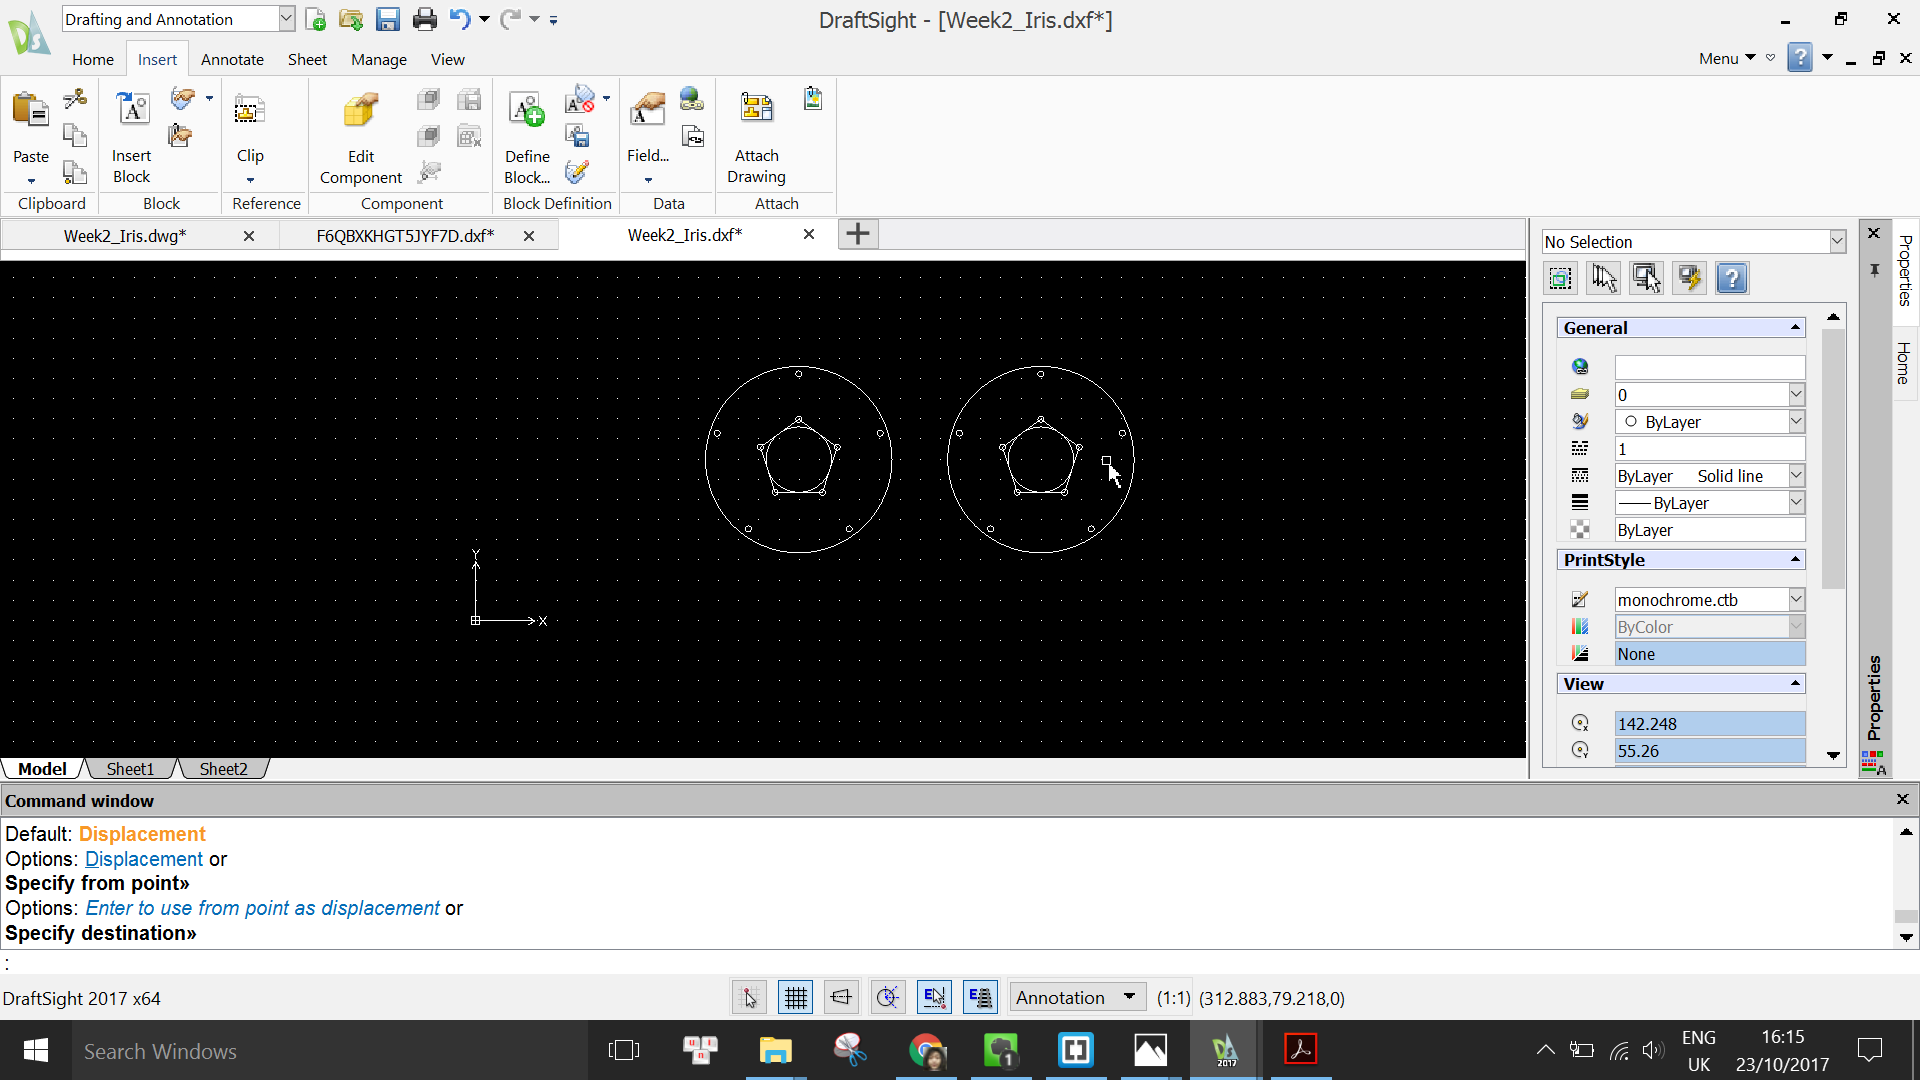 Drafting and Annotation
DraftSight - [Week2_Iris.dxf*]
Home Insert Annotate Sheet Manage View
Menu
Paste
Insert
Block
Clip
Edit
Component
Define
Block...
Field...
Attach
Drawing
Clipboard Block Reference Component Block Definition Data Attach
Week2_Iris.dwg* F6QBXKHGT5JYF7D.dxf* Week2_Iris.dxf*
No Selection
Properties
Home
General
0
ByLayer
1
ByLayer Solid line
ByLayer
ByLayer
PrintStyle
monochrome.ctb
ByColor
None
View
142.248
55.26
Properties
Y
X
Model Sheet1 Sheet2
Command window
Default: Displacement
Options: Displacement or
Specify from point»
Options: Enter to use from point as displacement or
Specify destination»
:
DraftSight 2017 x64
Annotation (1:1) (312.883,79.218,0)
Search Windows
2017
1
ENG
UK
16:15
23/10/2017